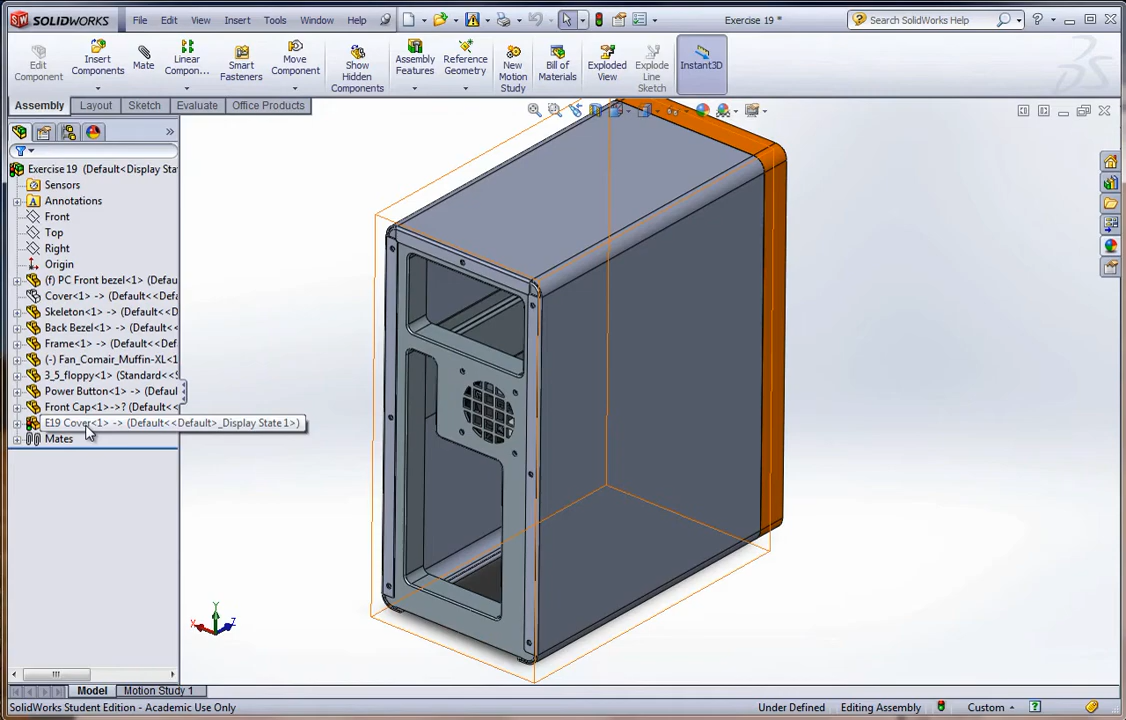 SOLIDWORKS File Edit View Insert Tools Window Help Exercise 19 * Search SolidWorks Help
Edit Component
Insert Components
Mate
Linear Compon...
Smart Fasteners
Move Component
Show Hidden Components
Assembly Features
Reference Geometry
New Motion Study
Bill of Materials
Exploded View
Explode Line Sketch
Instant3D
Assembly Layout Sketch Evaluate Office Products
Exercise 19 (Default<Display Stat
Sensors
Annotations
Front
Top
Right
Origin
(f) PC Front bezel<1> (Defau
Cover<1> -> (Default<<Defa
Skeleton<1> -> (Default<<D
Back Bezel<1> -> (Default<<
Frame<1> -> (Default<<Def
(-) Fan_Comair_Muffin-XL<1
3_5_floppy<1> (Standard<<S
Power Button<1> -> (Defaul
Front Cap<1>->? (Default<<
E19 Cover<1> -> (Default<<Default>_Display State 1>)
Mates
Y
X
Z
Model Motion Study 1
SolidWorks Student Edition - Academic Use Only Under Defined Editing Assembly Custom